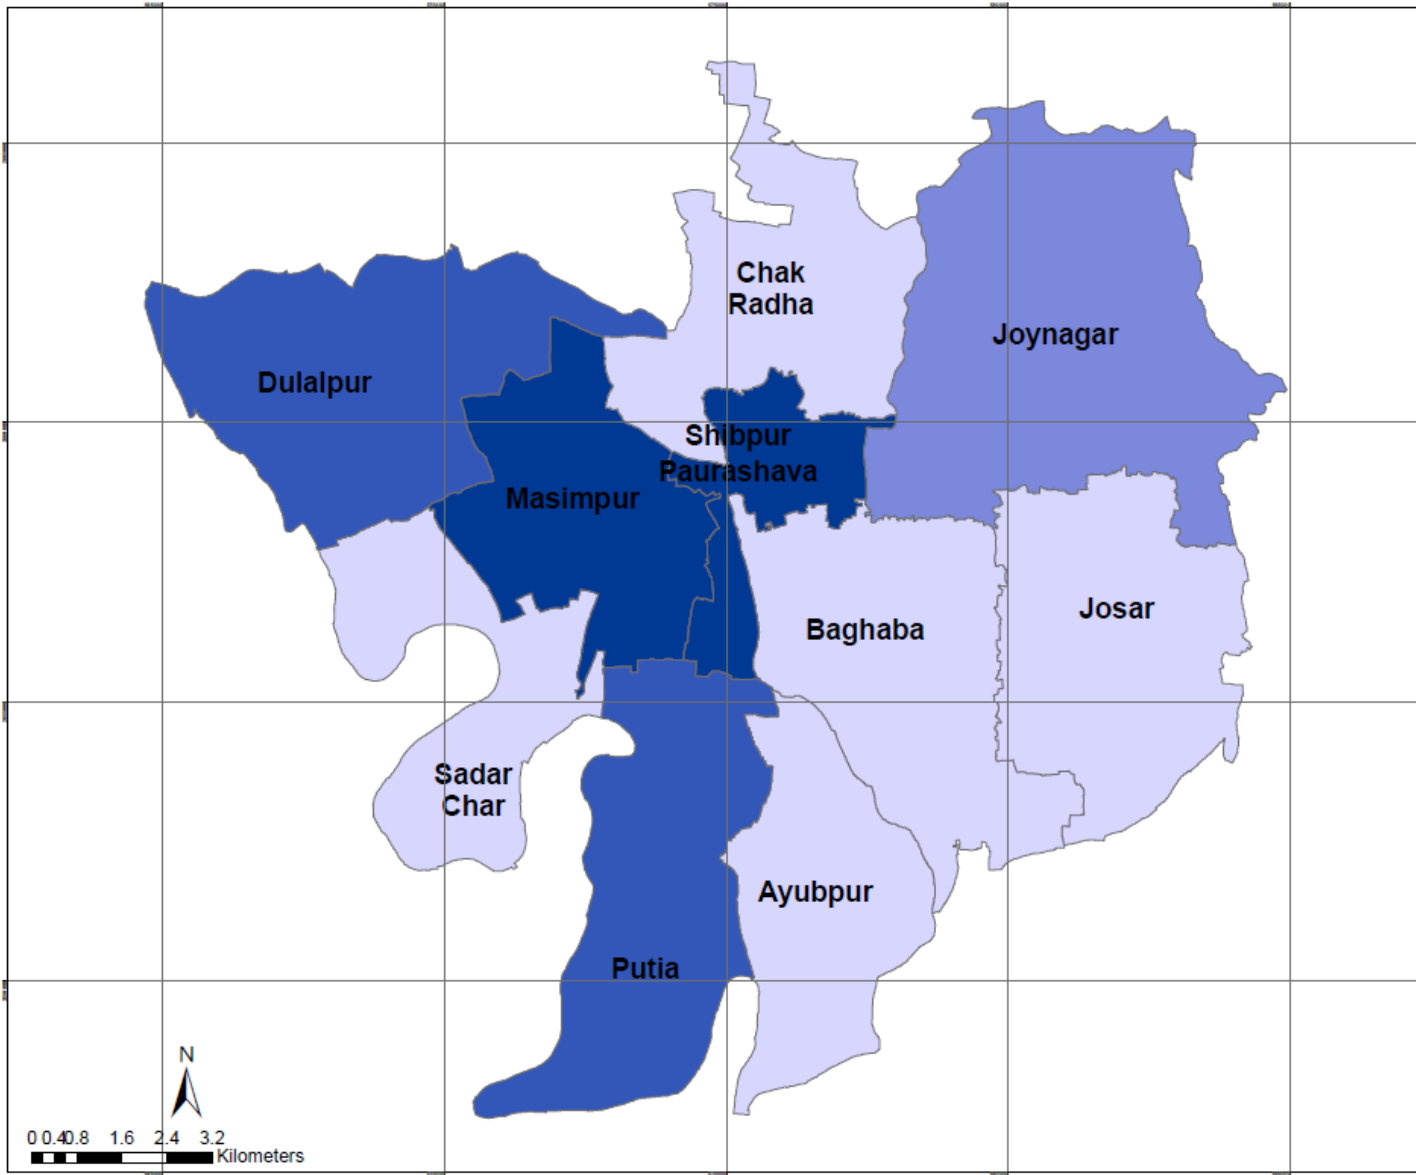 Chak
Radha
Joynagar
Dulalpur
Shibpur
Paurashava
Masimpur
Josar
Baghaba
Sadar
Char
Ayubpur
Putia
N
0 0.40.8 1.6 2.4 3.2
Kilometers